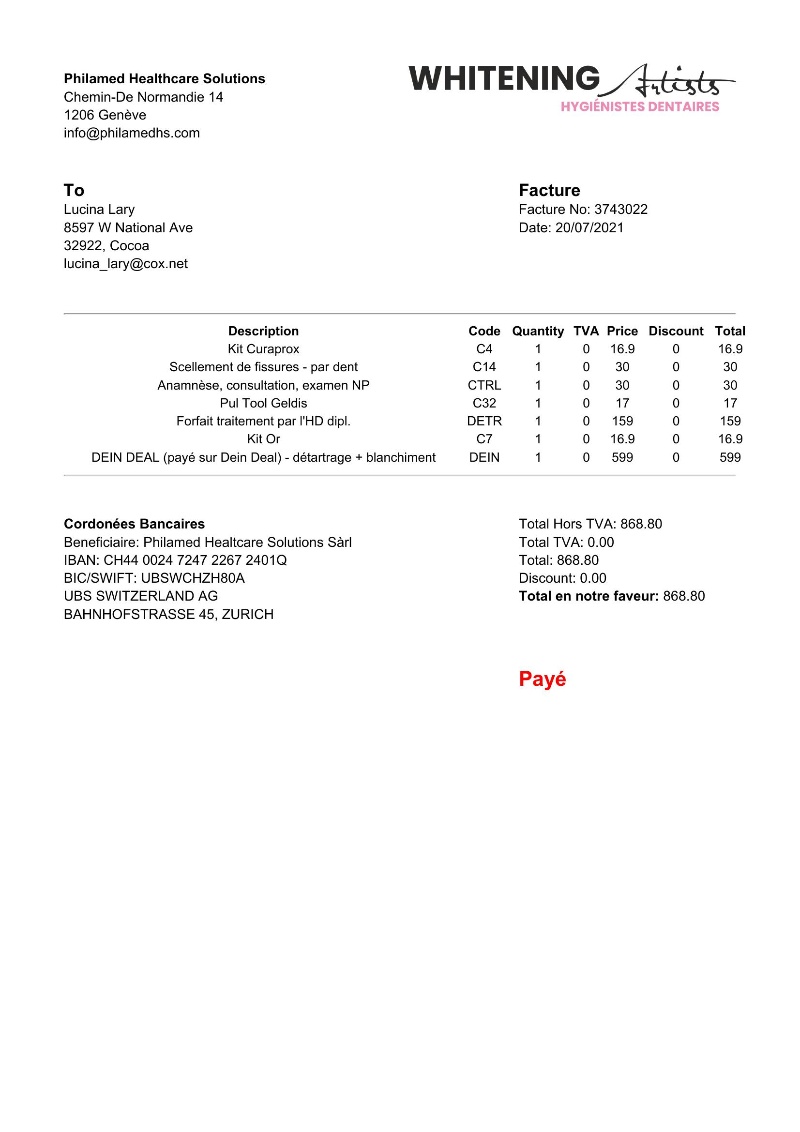 Philamed Healthcare Solutions
Chemin-De Normandie 14
1206 Genève
info@philamedhs.com
WHITENING Artists
HYGIÉNISTES DENTAIRES
To
Lucina Lary
8597 W National Ave
32922, Cocoa
lucina_lary@cox.net
Facture
Facture No: 3743022
Date: 20/07/2021
Description Code Quantity TVA Price Discount Total
Kit Curaprox C4 1 0 16.9 0 16.9
Scellement de fissures - par dent C14 1 0 30 0 30
Anamnèse, consultation, examen NP CTRL 1 0 30 0 30
Pul Tool Geldis C32 1 0 17 0 17
Forfait traitement par l'HD dipl. DETR 1 0 159 0 159
Kit Or C7 1 0 16.9 0 16.9
DEIN DEAL (payé sur Dein Deal) - détartrage + blanchiment DEIN 1 0 599 0 599
Cordonées Bancaires
Beneficiaire: Philamed Healtcare Solutions Sàrl
IBAN: CH44 0024 7247 2267 2401Q
BIC/SWIFT: UBSWCHZH80A
UBS SWITZERLAND AG
BAHNHOFSTRASSE 45, ZURICH
Total Hors TVA: 868.80
Total TVA: 0.00
Total: 868.80
Discount: 0.00
Total en notre faveur: 868.80
Payé